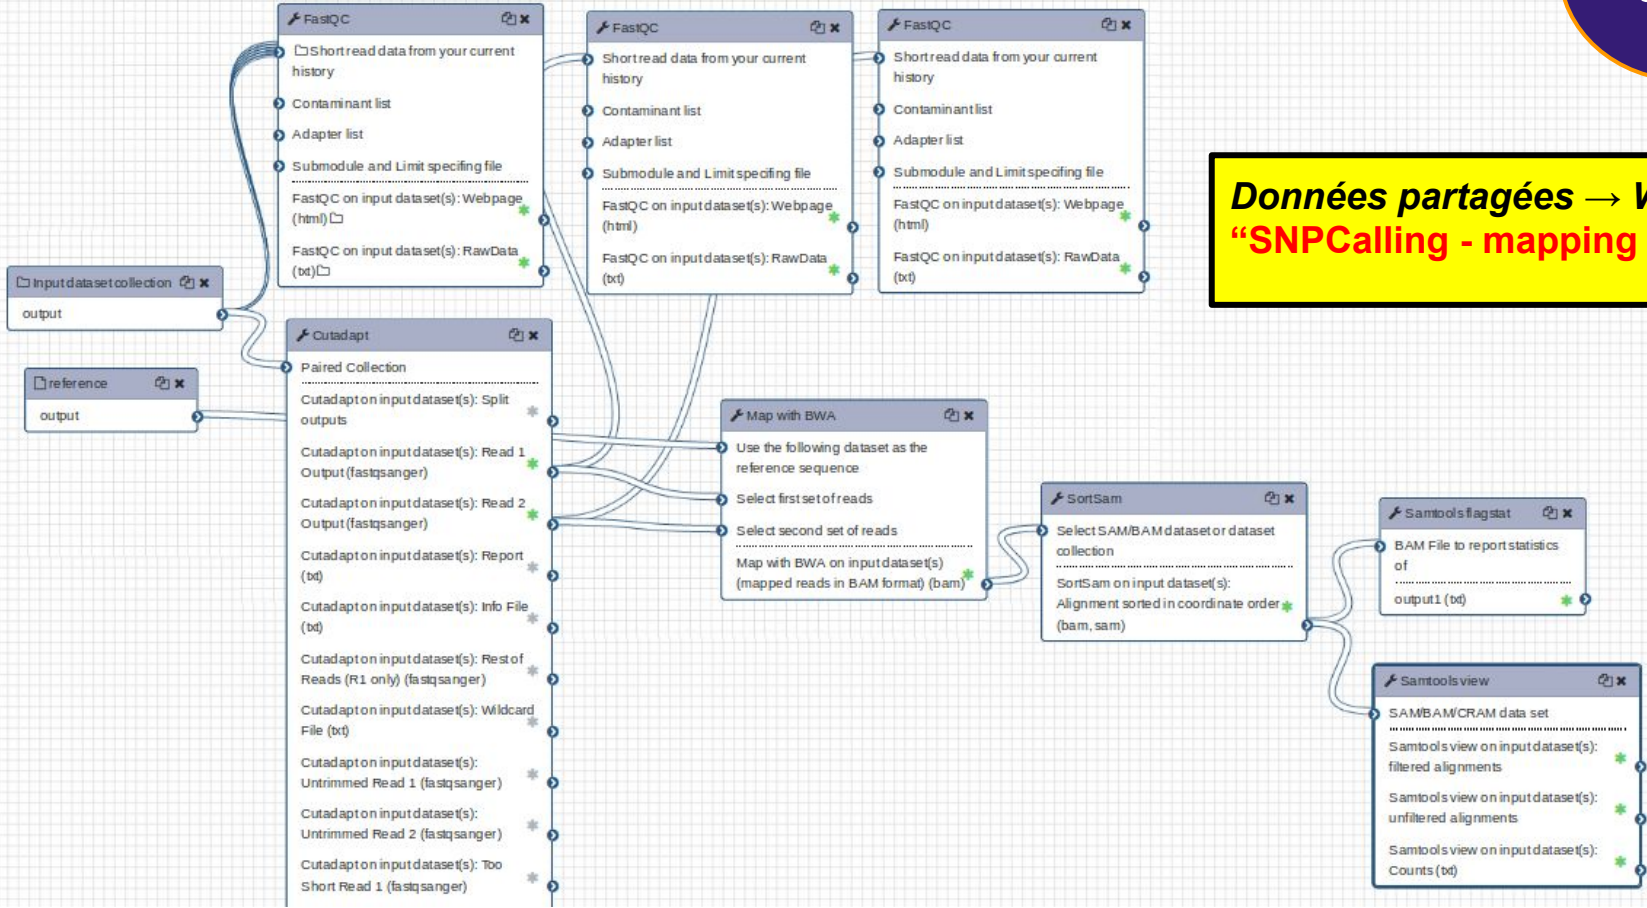 FastQC
Short read data from your current
history
Contaminant list
Adapter list
Submodule and Limit specifing file
FastQC on input dataset(s): Webpage
(html)
FastQC on input dataset(s): RawData
(txt)
FastQC
Short read data from your current
history
Contaminant list
Adapter list
Submodule and Limit specifing file
FastQC on input dataset(s): Webpage
(html)
FastQC on input dataset(s): RawData
(txt)
FastQC
Short read data from your current
history
Contaminant list
Adapter list
Submodule and Limit specifing file
FastQC on input dataset(s): Webpage
(html)
FastQC on input dataset(s): RawData
(txt)
Données partagées →
“SNPCalling - mapping
Input dataset collection
output
reference
output
Cutadapt
Paired Collection
Cutadapt on input dataset(s): Split
outputs
Cutadapt on input dataset(s): Read 1
Output (fastqsanger)
Cutadapt on input dataset(s): Read 2
Output (fastqsanger)
Cutadapt on input dataset(s): Report
(txt)
Cutadapt on input dataset(s): Info File
(txt)
Cutadapt on input dataset(s): Rest of
Reads (R1 only) (fastqsanger)
Cutadapt on input dataset(s): Wildcard
File (txt)
Cutadapt on input dataset(s):
Untrimmed Read 1 (fastqsanger)
Cutadapt on input dataset(s):
Untrimmed Read 2 (fastqsanger)
Cutadapt on input dataset(s): Too
Short Read 1 (fastqsanger)
Map with BWA
Use the following dataset as the
reference sequence
Select first set of reads
Select second set of reads
Map with BWA on input dataset(s)
(mapped reads in BAM format) (bam)
SortSam
Select SAM/BAM dataset or dataset
collection
SortSam on input dataset(s):
Alignment sorted in coordinate order
(bam, sam)
Samtools flagstat
BAM File to report statistics
of
output1 (txt)
Samtools view
SAM/BAM/CRAM data set
Samtools view on input dataset(s):
filtered alignments
Samtools view on input dataset(s):
unfiltered alignments
Samtools view on input dataset(s):
Counts (txt)